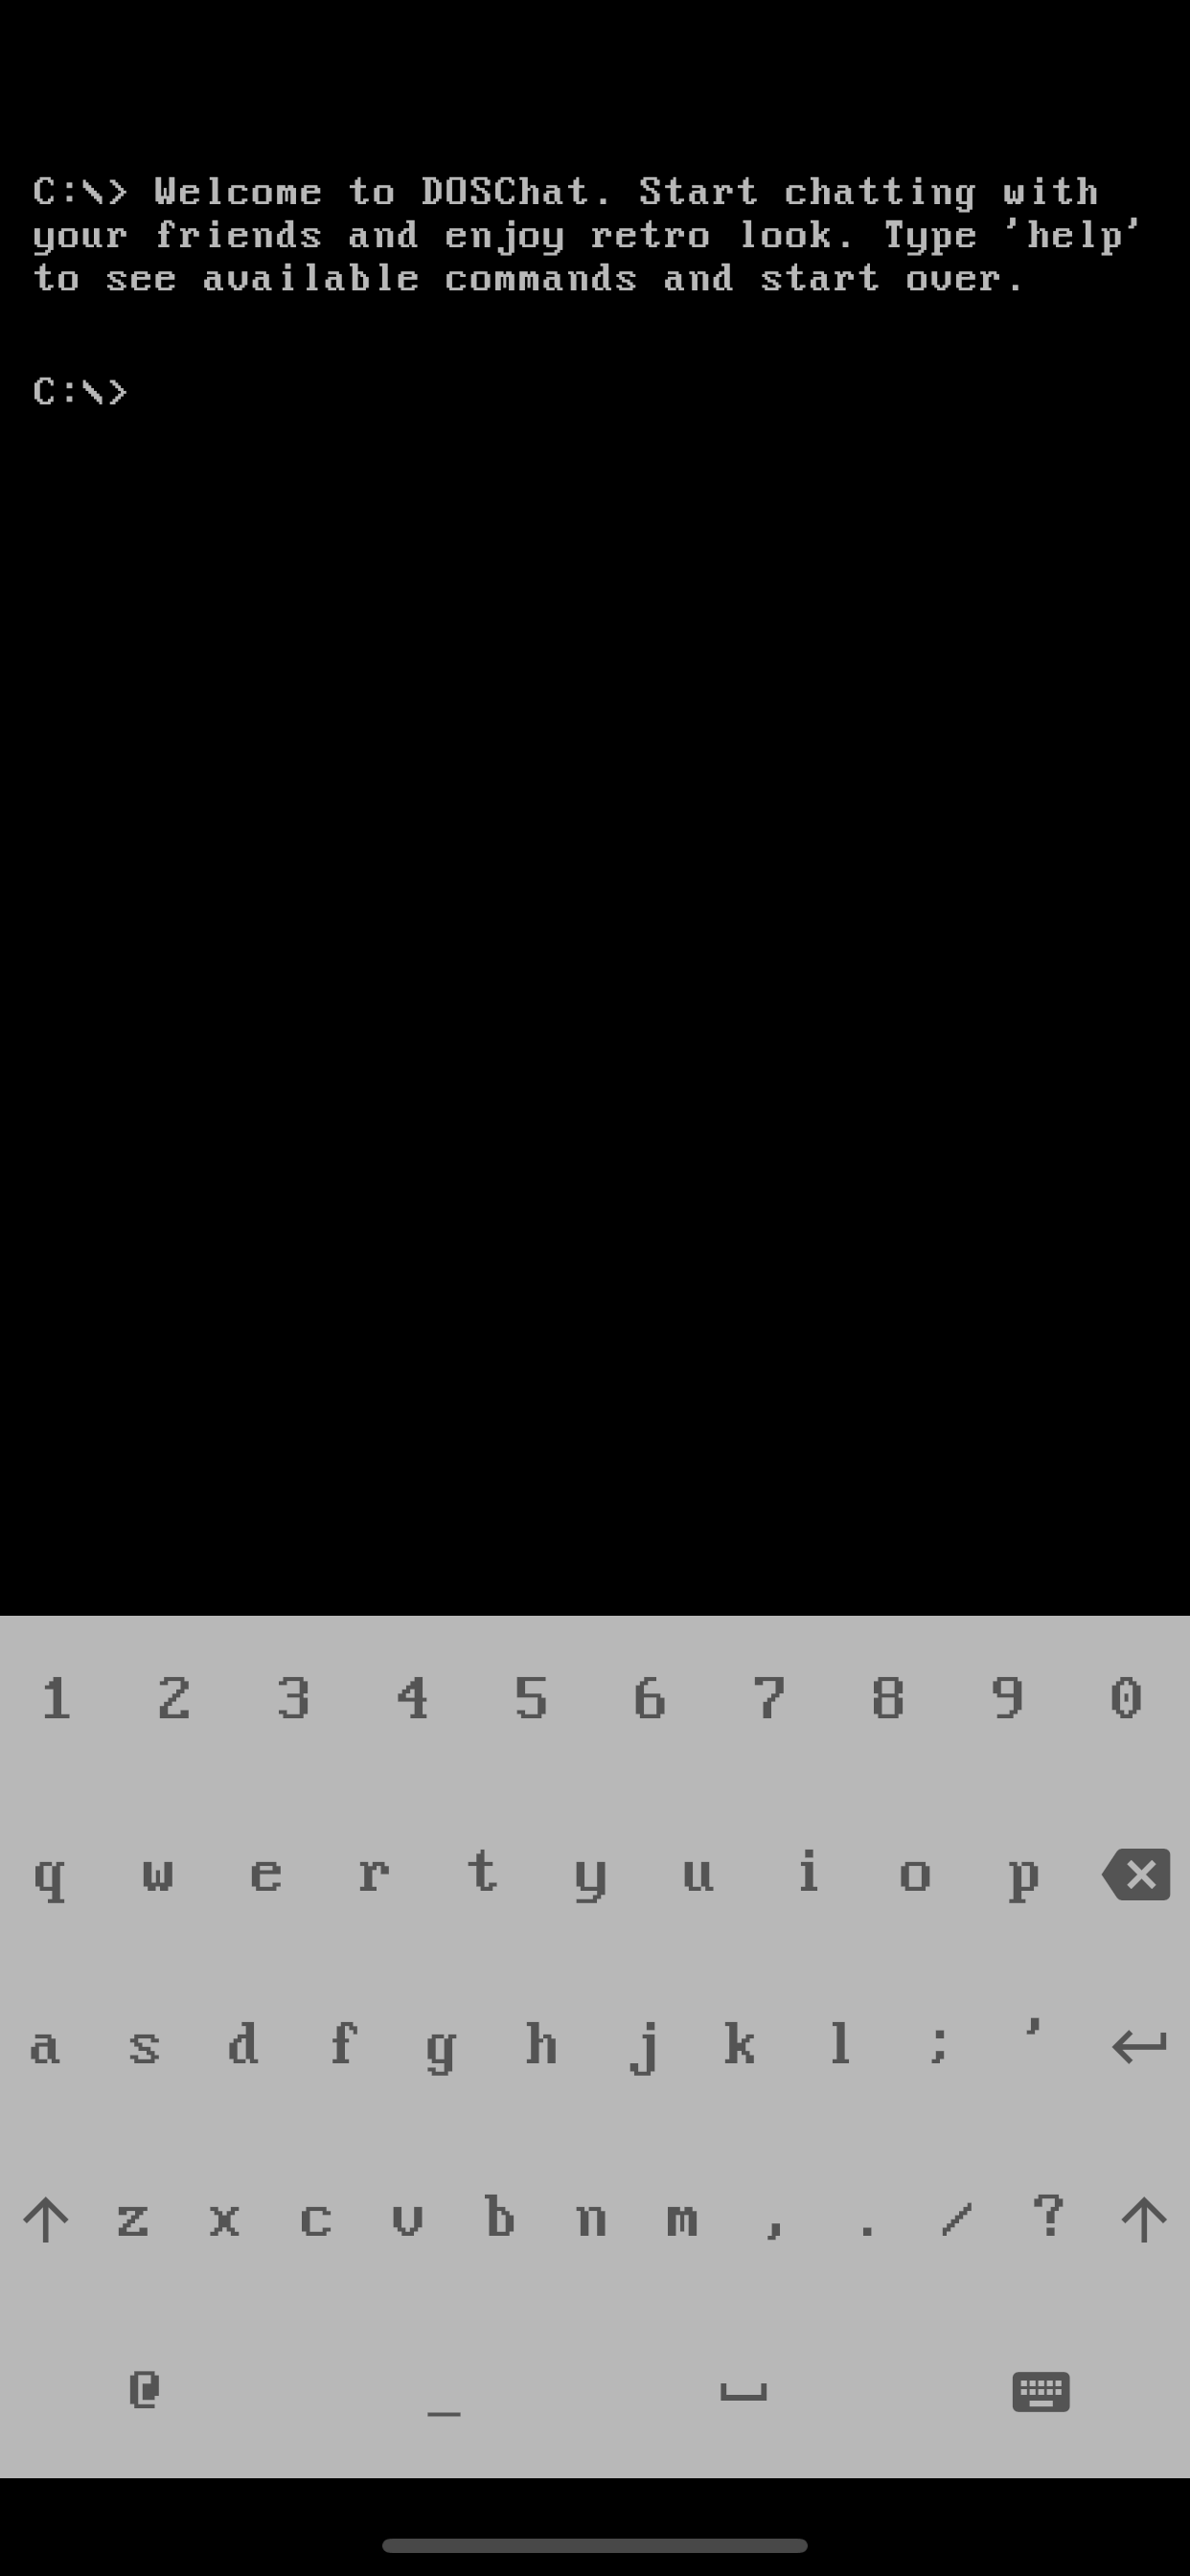 C:\> Welcome to DOSChat. Start chatting with
your friends and enjoy retro look. Type 'help'
to see available commands and start over.
C:\>
1 2 3 4 5 6 7 8 9 0
q w e r t y u i o p
a s d f g h j k l ; '
z x c v b n m , . / ?
@ _